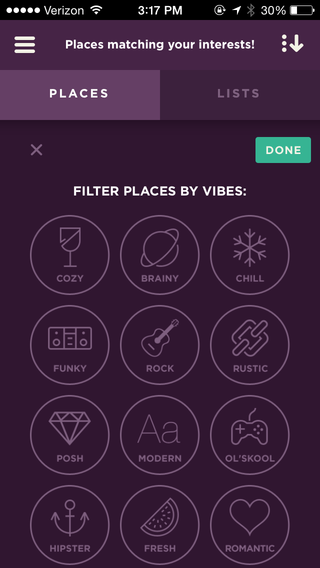 Verizon 3:17 PM 30%
Places matching your interests!
PLACES LISTS
DONE
FILTER PLACES BY VIBES:
COZY BRAINY CHILL
FUNKY ROCK RUSTIC
Aa
POSH MODERN OL'SKOOL
HIPSTER FRESH ROMANTIC